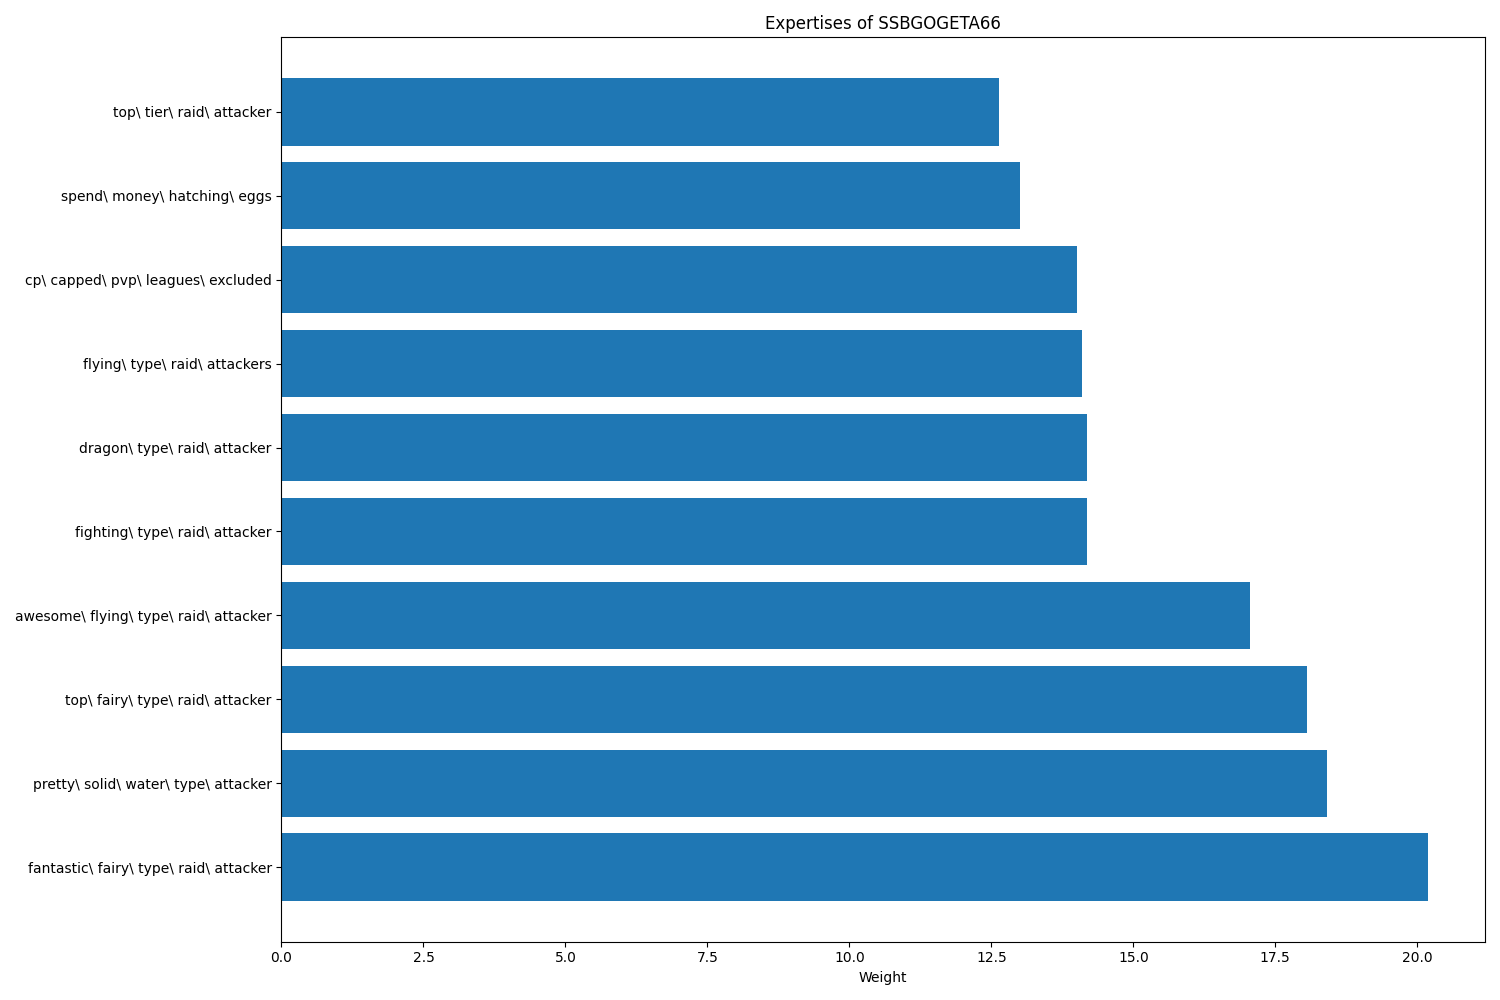 Expertises of SSBGOGETA66
top\ tier\ raid\ attacker
spend\ money\ hatching\ eggs
cp\ capped\ pvp\ leagues\ excluded
flying\ type\ raid\ attackers
dragon\ type\ raid\ attacker
fighting\ type\ raid\ attacker
awesome\ flying\ type\ raid\ attacker
top\ fairy\ type\ raid\ attacker
pretty\ solid\ water\ type\ attacker
fantastic\ fairy\ type\ raid\ attacker
0.0 2.5 5.0 7.5 10.0 12.5 15.0 17.5 20.0
Weight